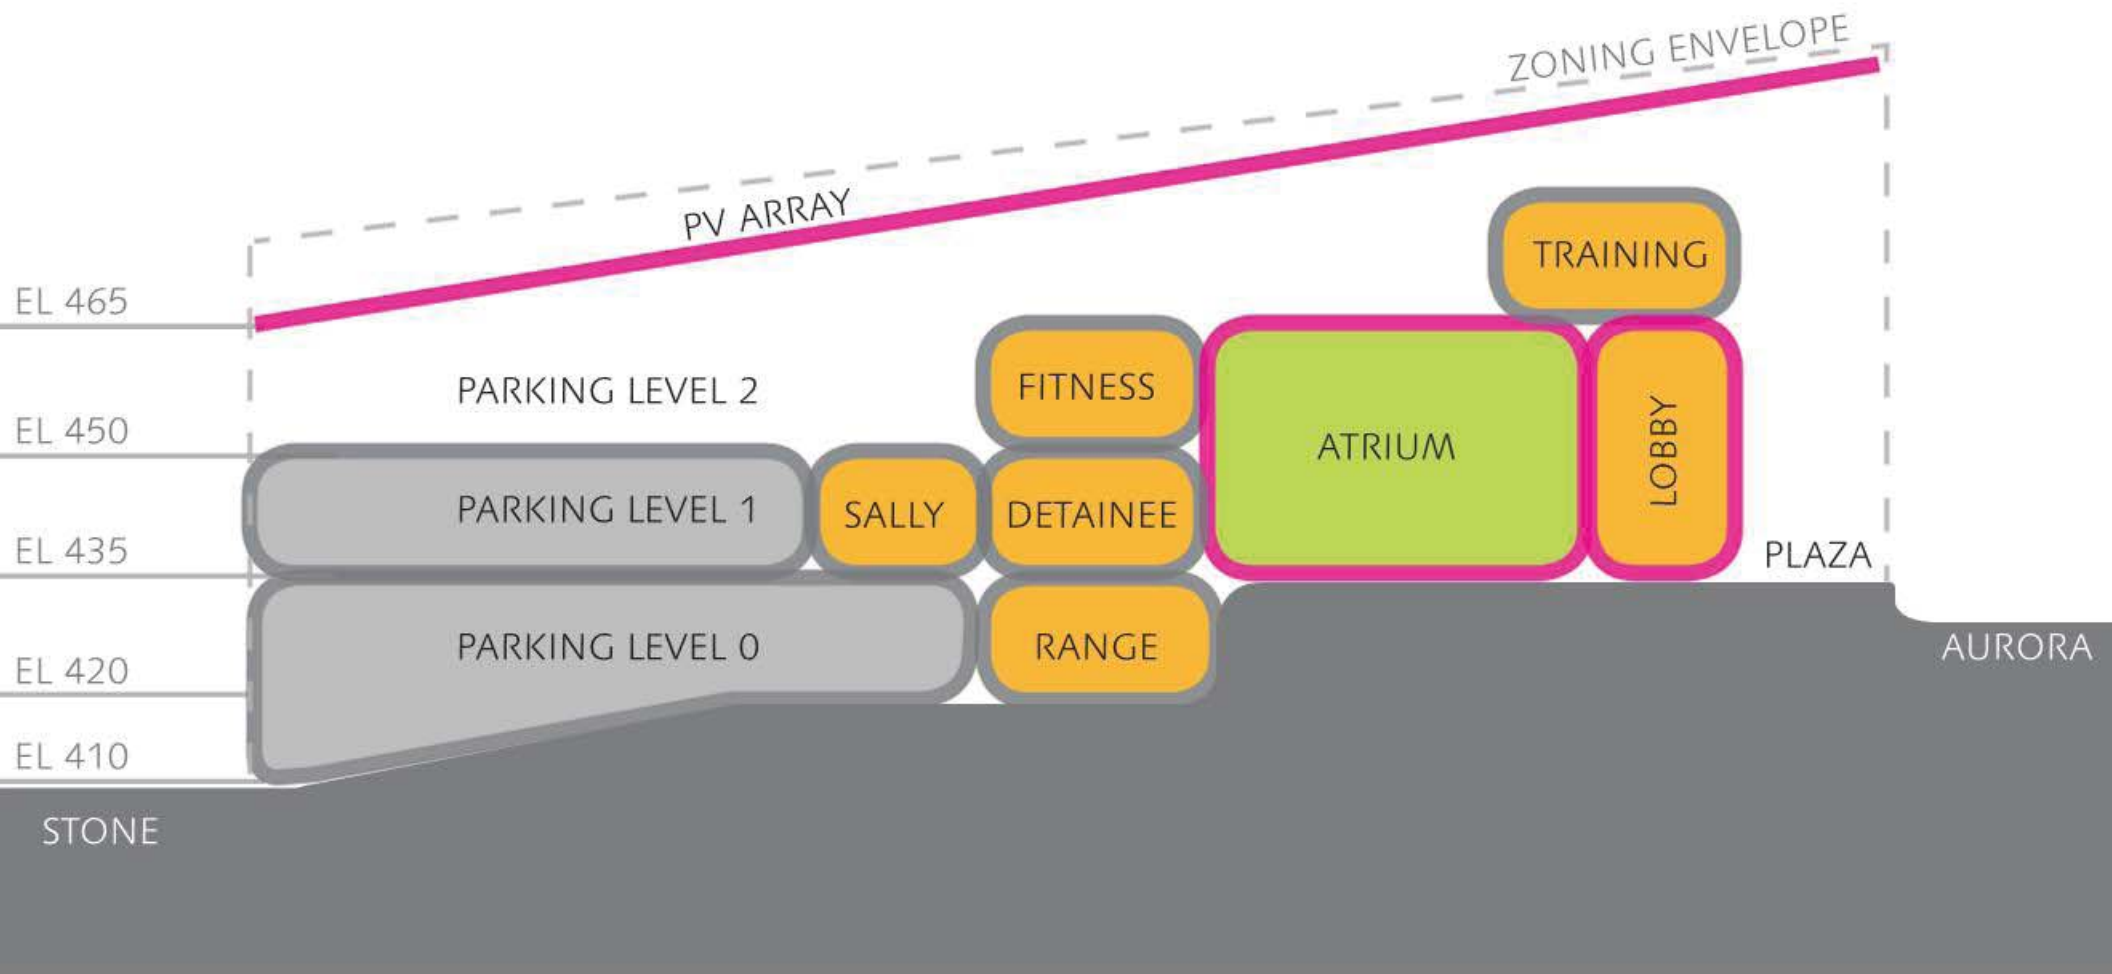 ZONING ENVELOPE
PV ARRAY
TRAINING
EL 465
PARKING LEVEL 2
FITNESS
EL 450
ATRIUM
LOBBY
PARKING LEVEL 1
SALLY
DETAINEE
EL 435
PLAZA
PARKING LEVEL 0
RANGE
AURORA
EL 420
EL 410
STONE